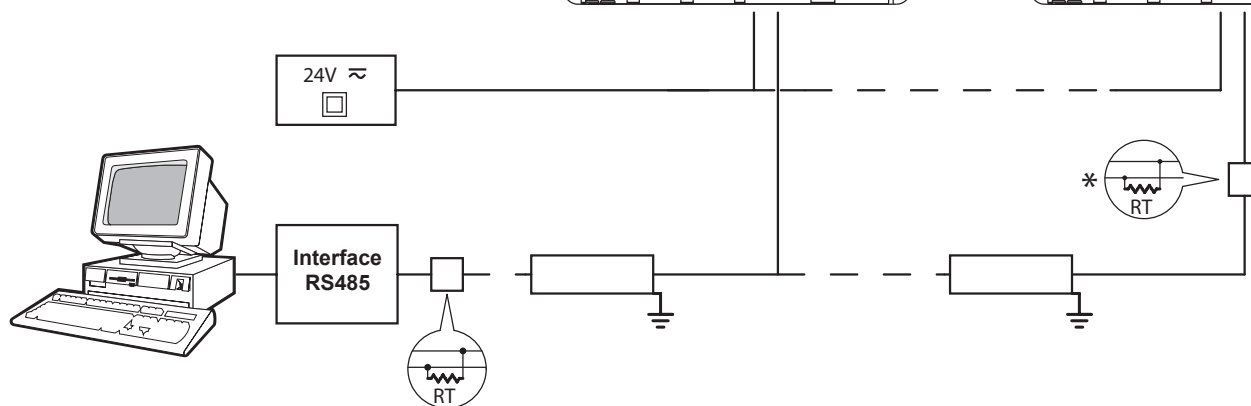 24V ⎓
Interface
RS485
*
RT
RT